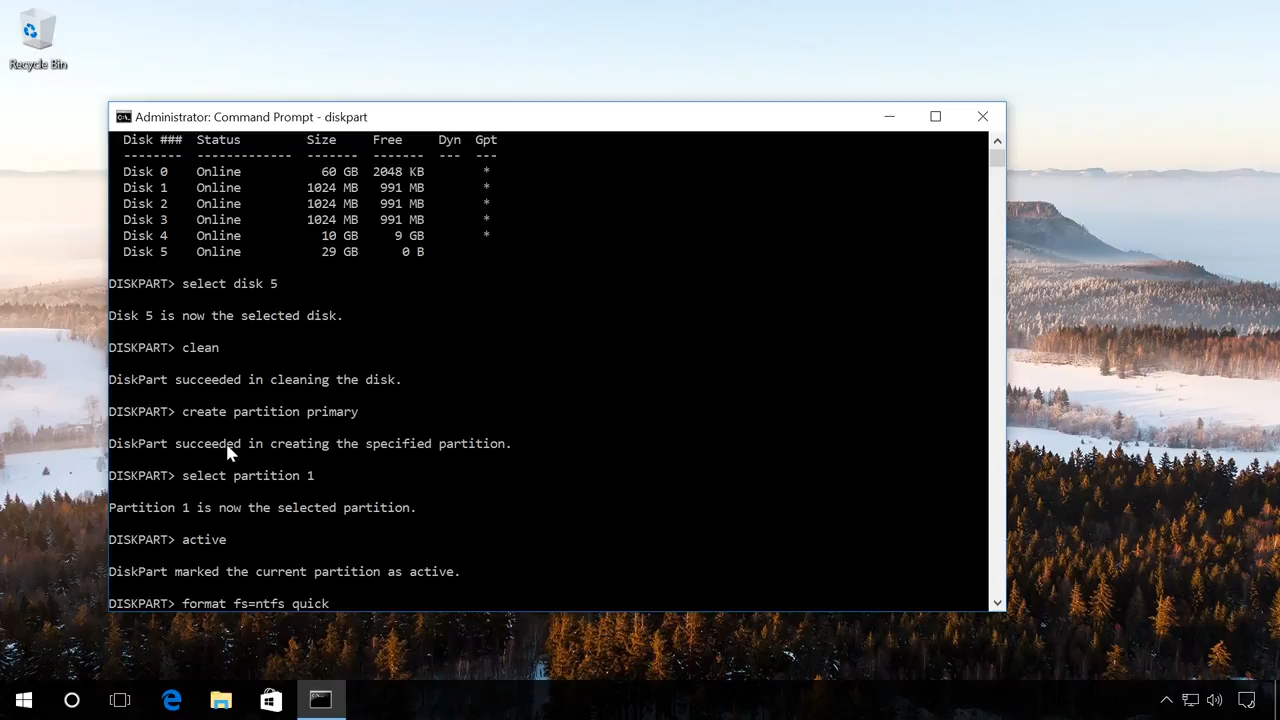 Recycle Bin
Administrator: Command Prompt - diskpart
Disk ###  Status         Size     Free     Dyn  Gpt
--------  -------------  -------  -------  ---  ---
Disk 0    Online           60 GB  2048 KB        *
Disk 1    Online         1024 MB   991 MB        *
Disk 2    Online         1024 MB   991 MB        *
Disk 3    Online         1024 MB   991 MB        *
Disk 4    Online           10 GB     9 GB        *
Disk 5    Online           29 GB      0 B
DISKPART> select disk 5
Disk 5 is now the selected disk.
DISKPART> clean
DiskPart succeeded in cleaning the disk.
DISKPART> create partition primary
DiskPart succeeded in creating the specified partition.
DISKPART> select partition 1
Partition 1 is now the selected partition.
DISKPART> active
DiskPart marked the current partition as active.
DISKPART> format fs=ntfs quick